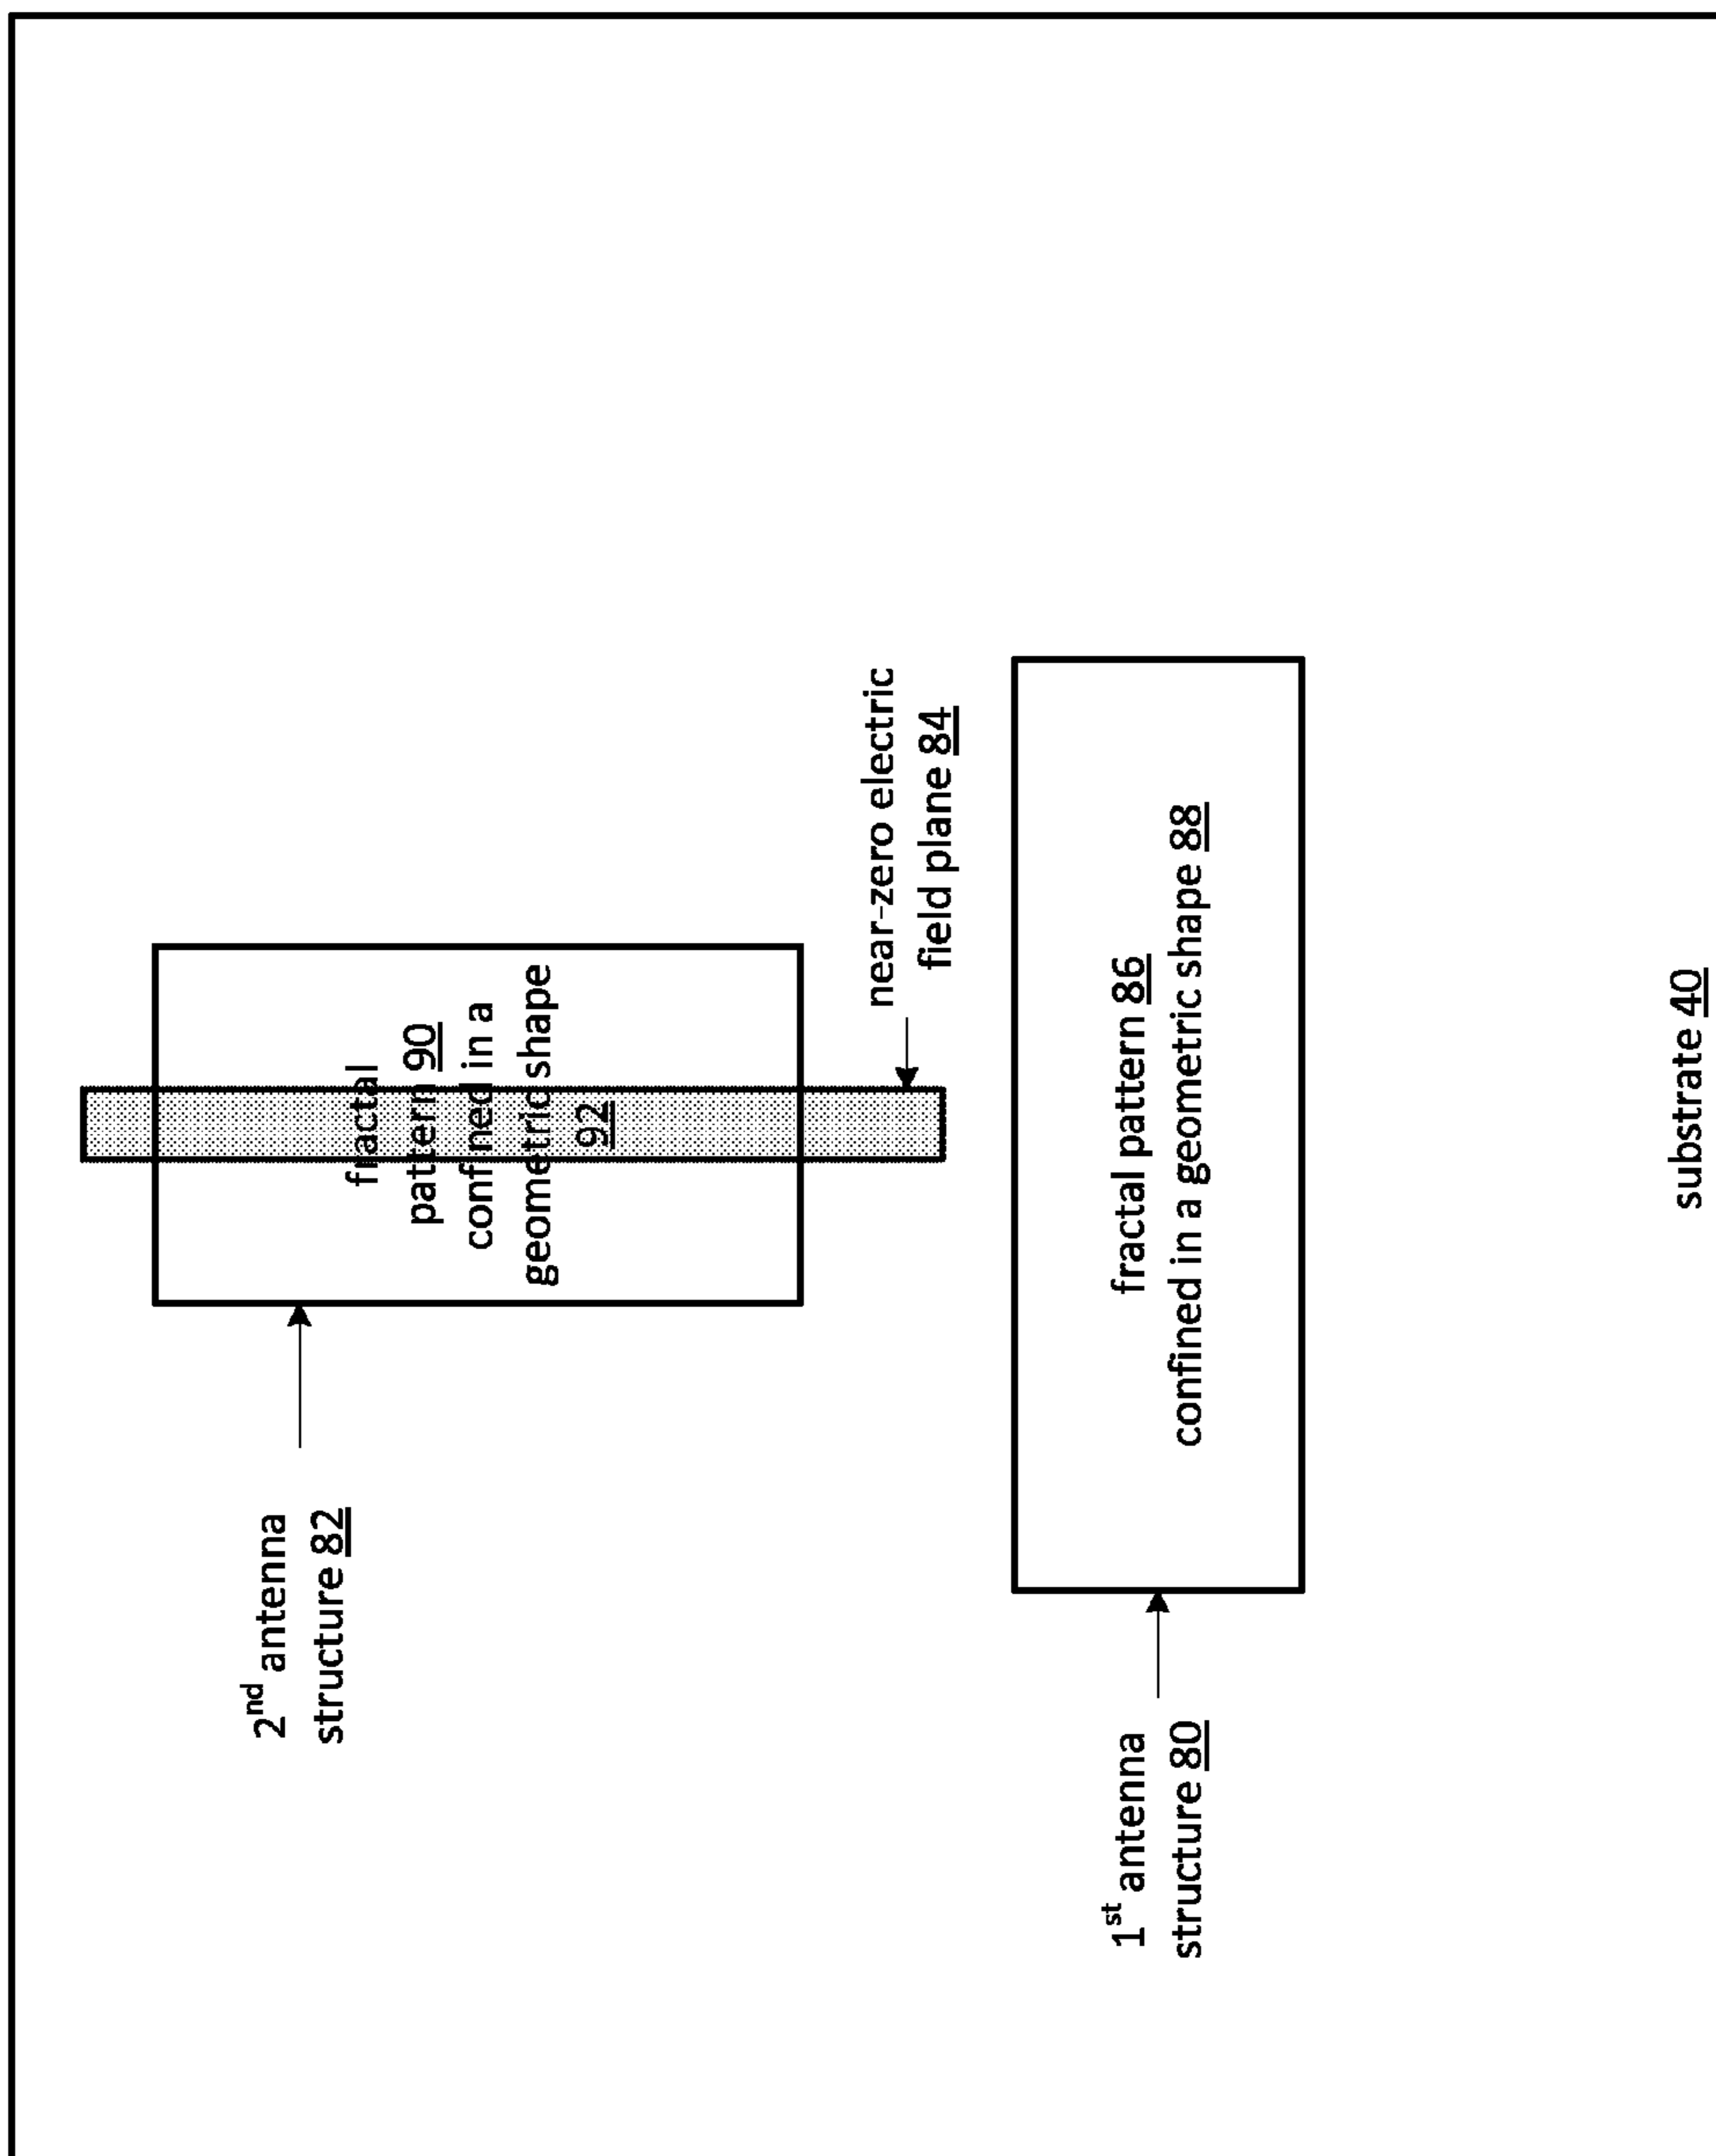 2nd antenna
structure 82
fractal
pattern 90
confined in a
geometric shape
92
near-zero electric
field plane 84
1st antenna
structure 80
fractal pattern 86
confined in a geometric shape 88
substrate 40